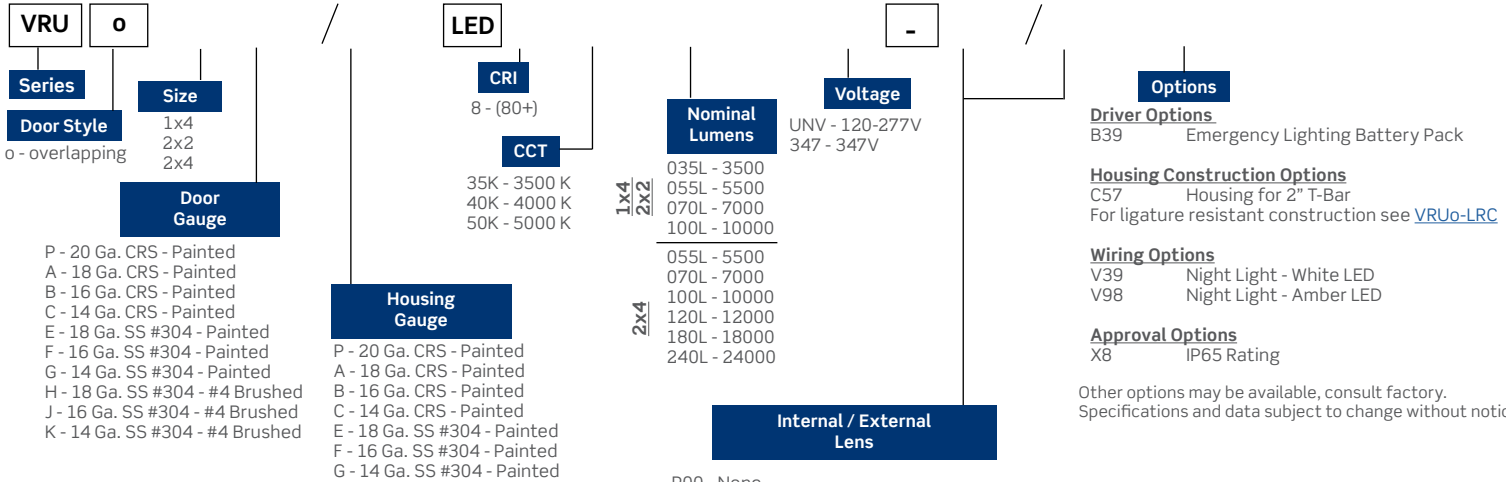 VRU o / LED - /
Series
Door Style
o - overlapping
Size
1x4
2x2
2x4
Door
Gauge
P - 20 Ga. CRS - Painted
A - 18 Ga. CRS - Painted
B - 16 Ga. CRS - Painted
C - 14 Ga. CRS - Painted
E - 18 Ga. SS #304 - Painted
F - 16 Ga. SS #304 - Painted
G - 14 Ga. SS #304 - Painted
H - 18 Ga. SS #304 - #4 Brushed
J - 16 Ga. SS #304 - #4 Brushed
K - 14 Ga. SS #304 - #4 Brushed
Housing
Gauge
P - 20 Ga. CRS - Painted
A - 18 Ga. CRS - Painted
B - 16 Ga. CRS - Painted
C - 14 Ga. CRS - Painted
E - 18 Ga. SS #304 - Painted
F - 16 Ga. SS #304 - Painted
G - 14 Ga. SS #304 - Painted
CRI
8 - (80+)
CCT
35K - 3500 K
40K - 4000 K
50K - 5000 K
Nominal
Lumens
1x4
2x2
035L - 3500
055L - 5500
070L - 7000
100L - 10000
2x4
055L - 5500
070L - 7000
100L - 10000
120L - 12000
180L - 18000
240L - 24000
Voltage
UNV - 120-277V
347 - 347V
Internal / External
Lens
Options
Driver Options
B39 Emergency Lighting Battery Pack
Housing Construction Options
C57 Housing for 2" T-Bar
For ligature resistant construction see VRUo-LRC
Wiring Options
V39 Night Light - White LED
V98 Night Light - Amber LED
Approval Options
X8 IP65 Rating
Other options may be available, consult factory.
Specifications and data subject to change without notic